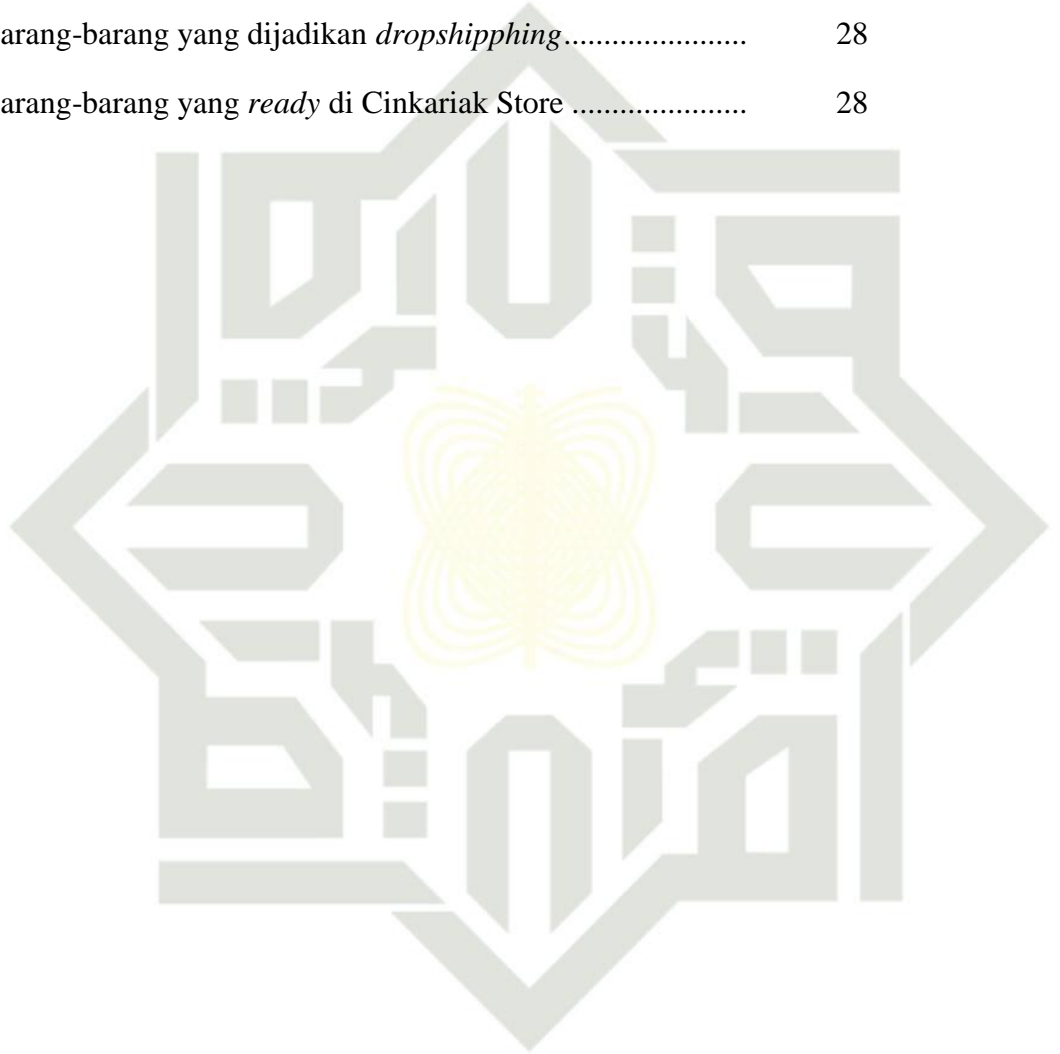 arang-barang yang dijadikan dropshipphing....................... 28
arang-barang yang ready di Cinkariak Store ..................... 28